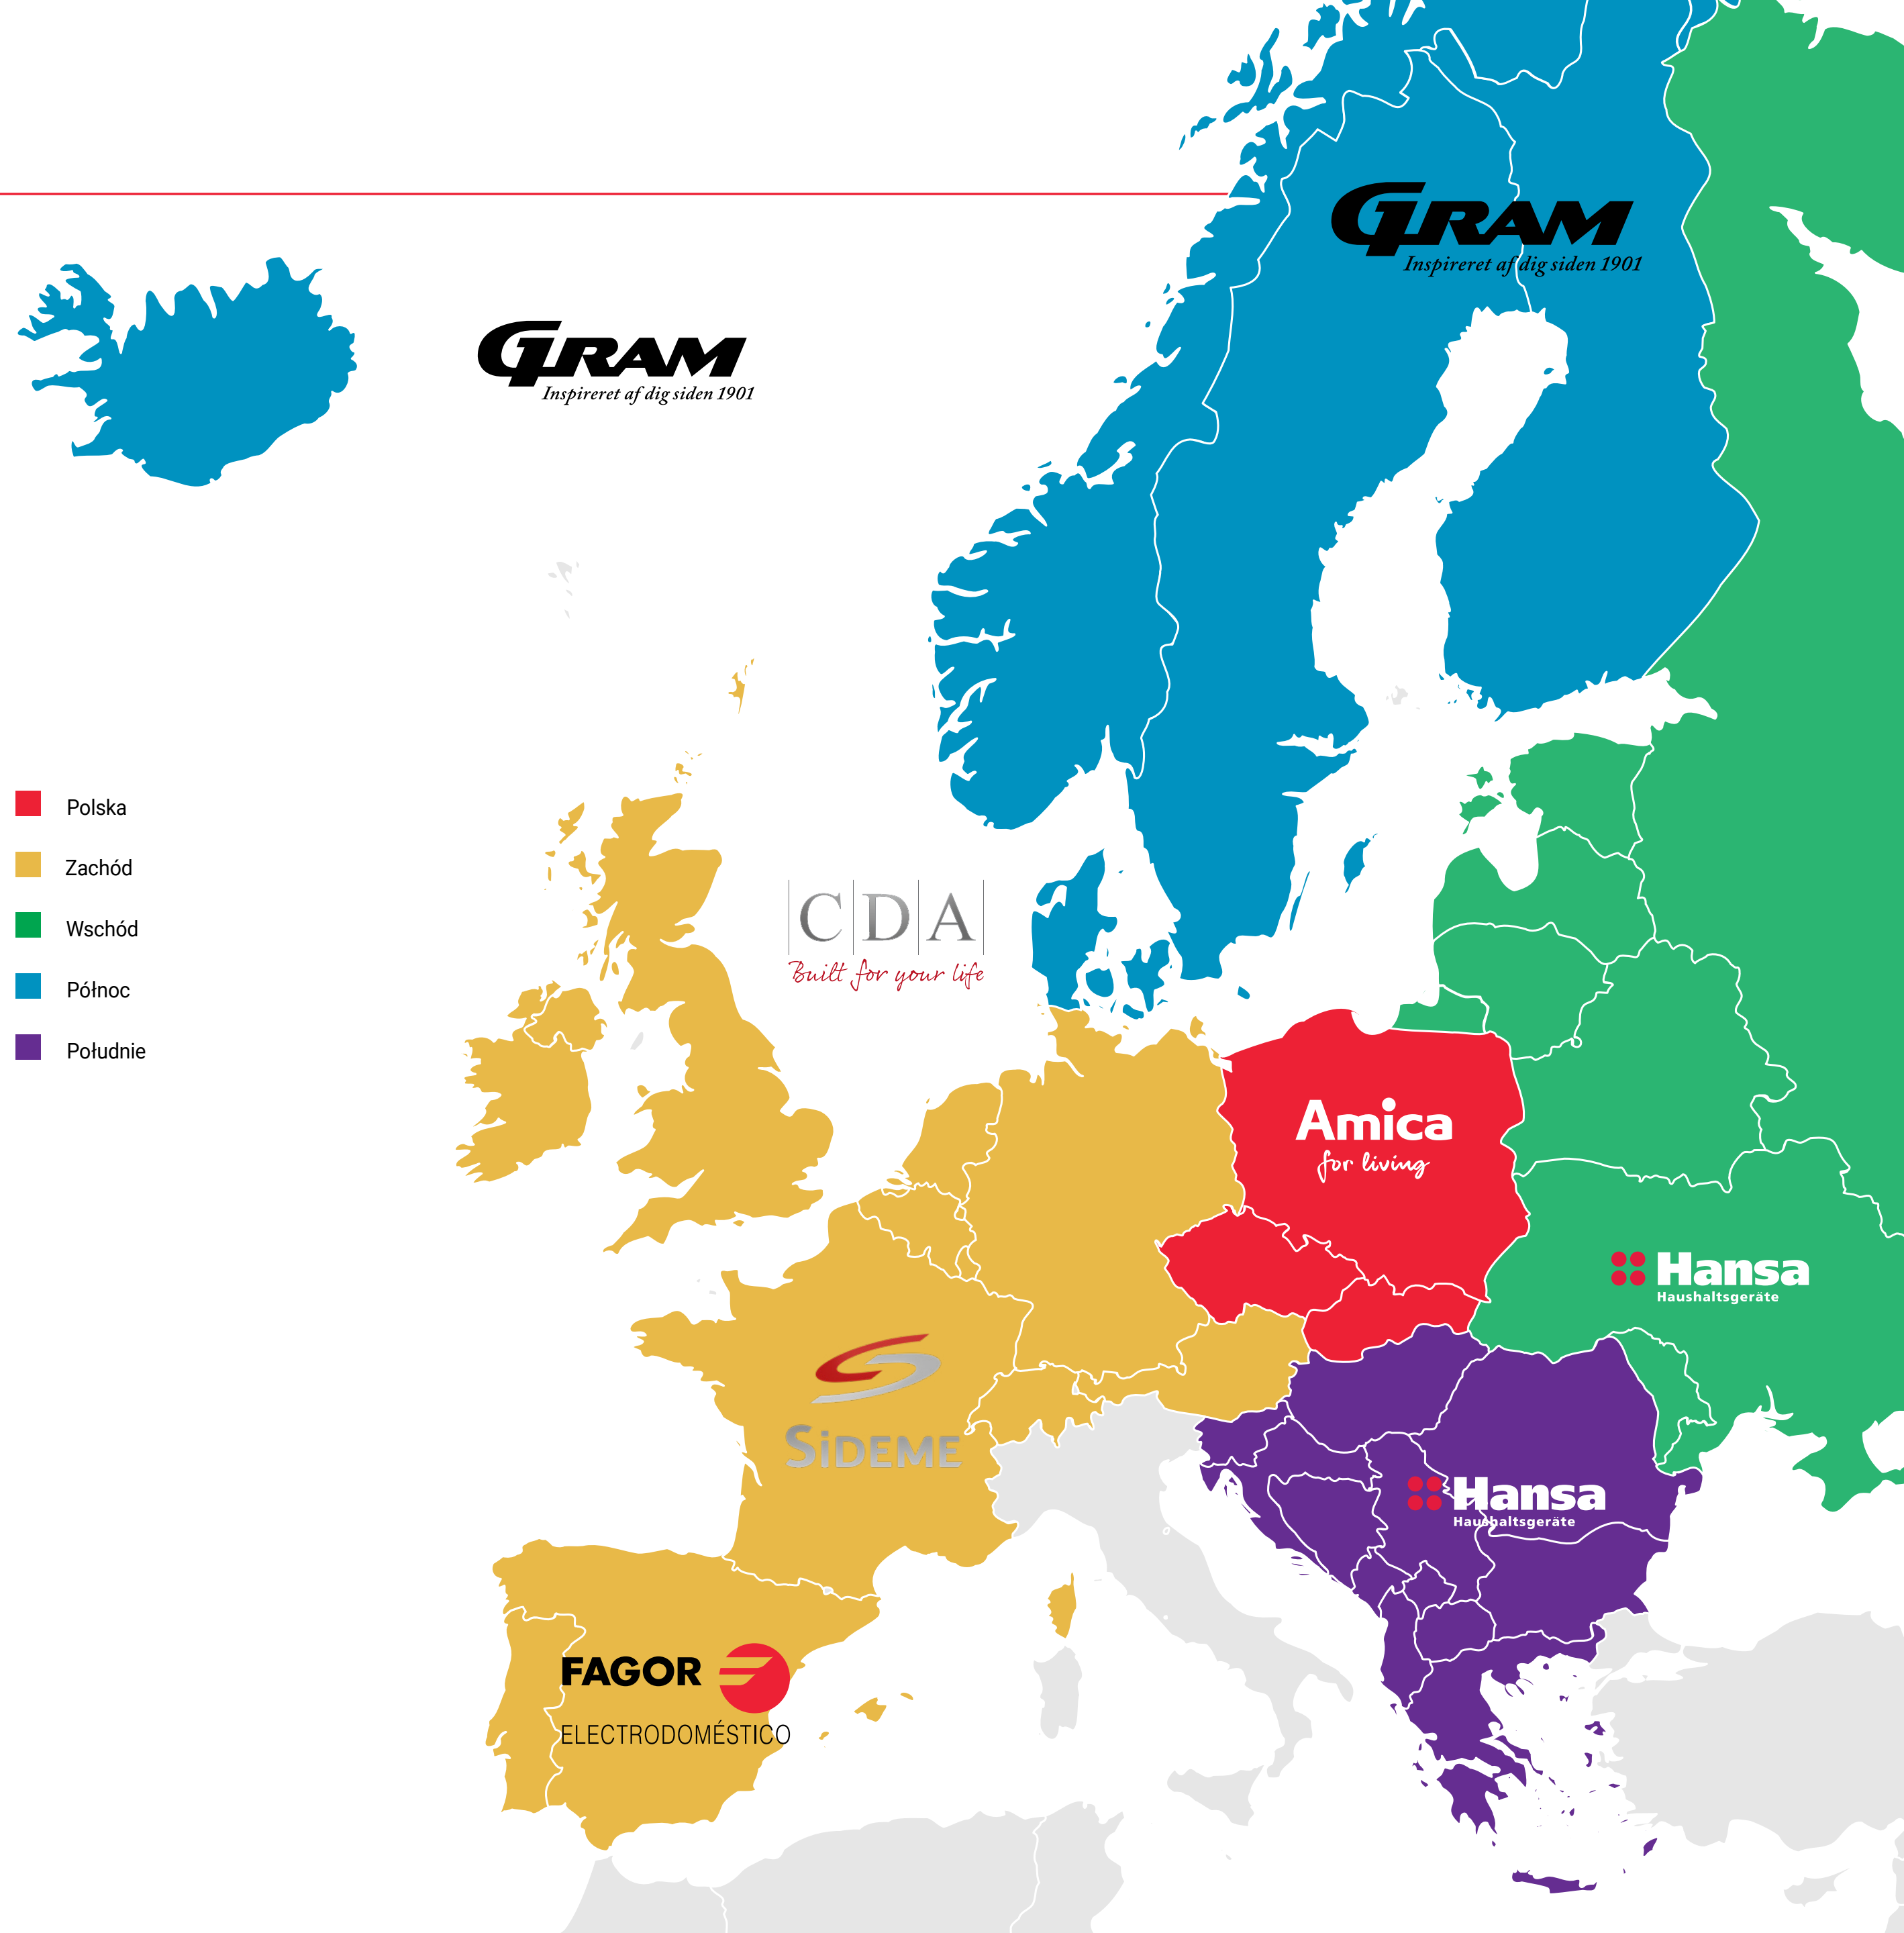 GRAM
Inspireret af dig siden 1901
GRAM
Inspireret af dig siden 1901
Polska
Zachód
Wschód
Północ
Południe
CDA
Built for your life
Amica
for living
Hansa
Haushaltsgeräte
SiDEME
Hansa
Haushaltsgeräte
FAGOR
ELECTRODOMÉSTICO